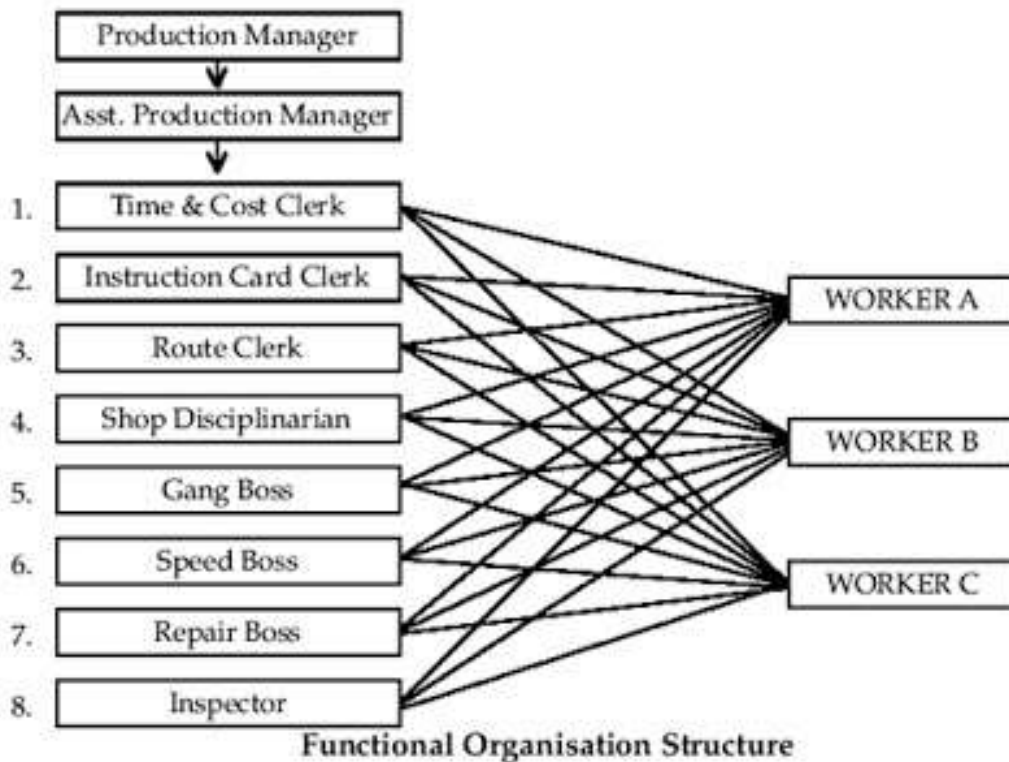 Production Manager
Asst. Production Manager
1. Time & Cost Clerk
2. Instruction Card Clerk
3. Route Clerk
4. Shop Disciplinarian
5. Gang Boss
6. Speed Boss
7. Repair Boss
8. Inspector
WORKER A
WORKER B
WORKER C
Functional Organisation Structure